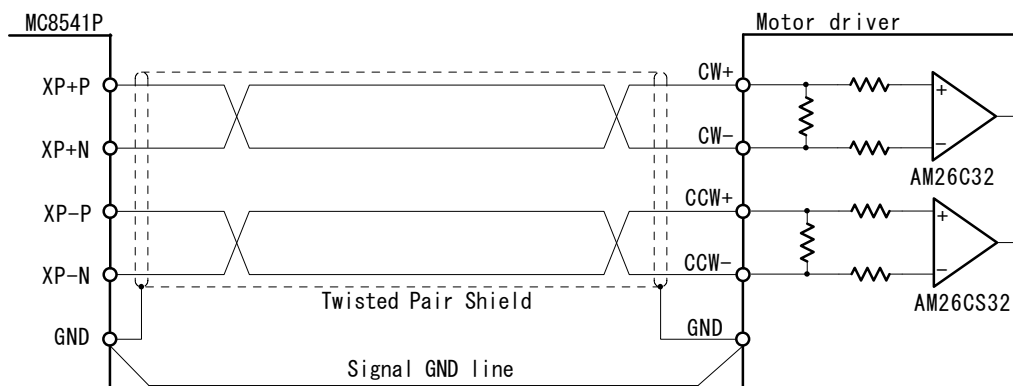 MC8541P
Motor driver
XP+P
CW+
+
XP+N
CW-
-
AM26C32
XP-P
CCW+
+
XP-N
CCW-
-
Twisted Pair Shield
AM26CS32
GND
GND
Signal GND line